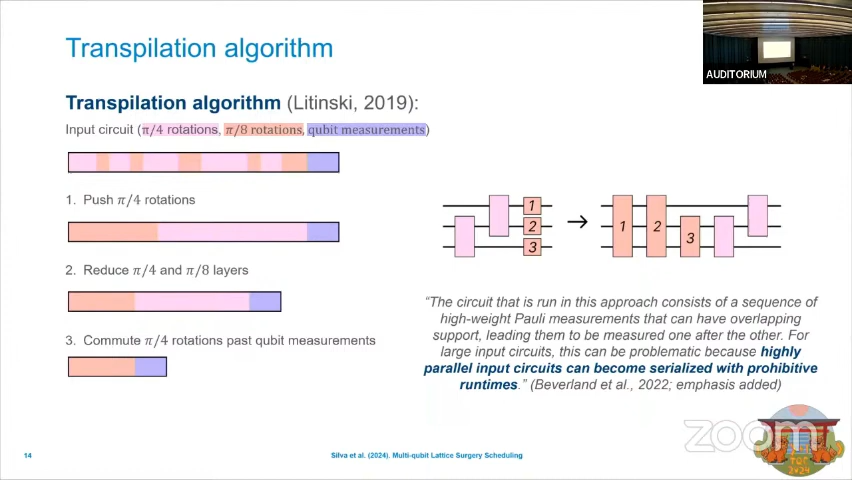 Transpilation algorithm
AUDITORIUM
Transpilation algorithm (Litinski, 2019):
Input circuit (π/4 rotations, π/8 rotations, qubit measurements)
1. Push π/4 rotations
2. Reduce π/4 and π/8 layers
3. Commute π/4 rotations past qubit measurements
1
2
3
→
1
2
3
“The circuit that is run in this approach consists of a sequence of
high-weight Pauli measurements that can have overlapping
support, leading them to be measured one after the other. For
large input circuits, this can be problematic because highly
parallel input circuits can become serialized with prohibitive
runtimes.” (Beverland et al., 2022; emphasis added)
zoom
TQC
2024
14
Silva et al. (2024). Multi-qubit Lattice Surgery Scheduling